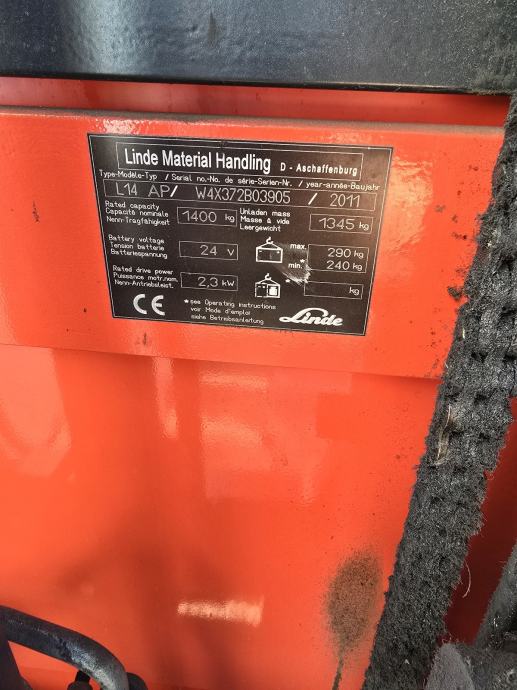 Linde Material Handling D - Aschaffenburg
Type-Modèle-Typ / Serial no.-No. de série-Serien-Nr. / year-année-Baujahr
L14 AP/ W4X372B03905 / 2011
Rated capacity
Capacité nominale
Nenn-Tragfähigkeit
1400 kg
Unladen mass
Masse à vide
Leergewicht
1345 kg
Battery voltage
Tension batterie
Batteriespannung
24 V
max. 290 kg
min. * 240 kg
Rated drive power
Puissance motr.nom.
Nenn-Antriebsleist.
2,3 kW
kg
CE
* see Operating instructions
voir Mode d'emploi
siehe Betriebsanleitung
Linde